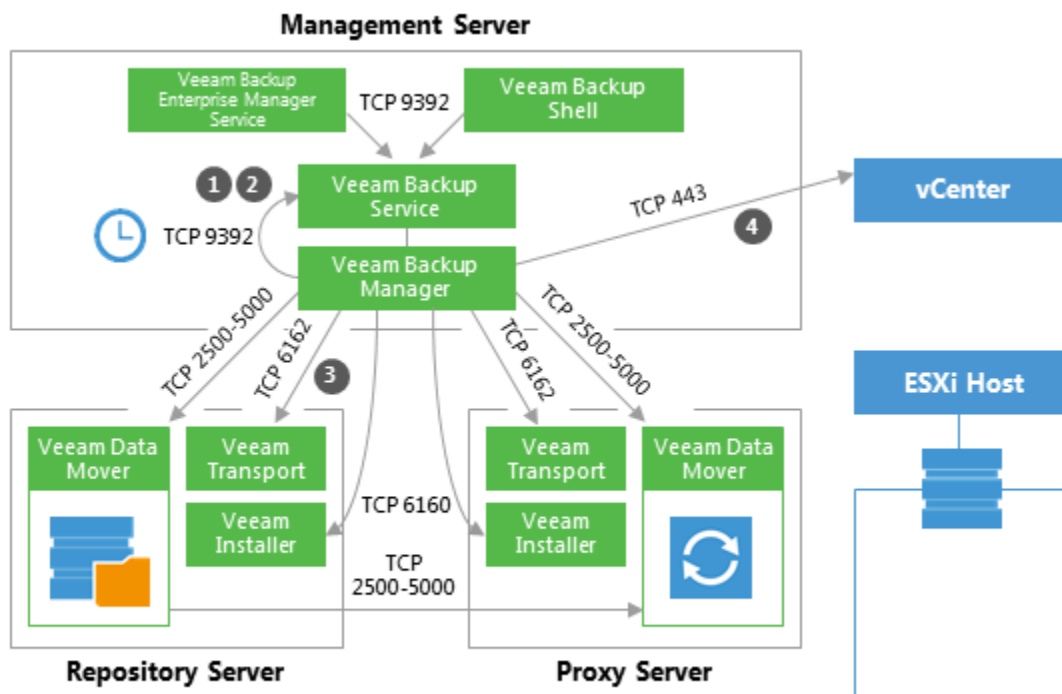 Management Server
Veeam Backup
Enterprise Manager
Service
TCP 9392
Veeam Backup
Shell
1 2
Veeam Backup
Service
TCP 443
4
vCenter
TCP 9392
Veeam Backup
Manager
TCP 2500-5000
TCP 6162
3
TCP 6162
TCP 2500-5000
ESXi Host
Veeam Data
Mover
Veeam
Transport
Veeam
Installer
TCP 6160
TCP
2500-5000
Veeam
Transport
Veeam
Installer
Veeam Data
Mover
Repository Server
Proxy Server